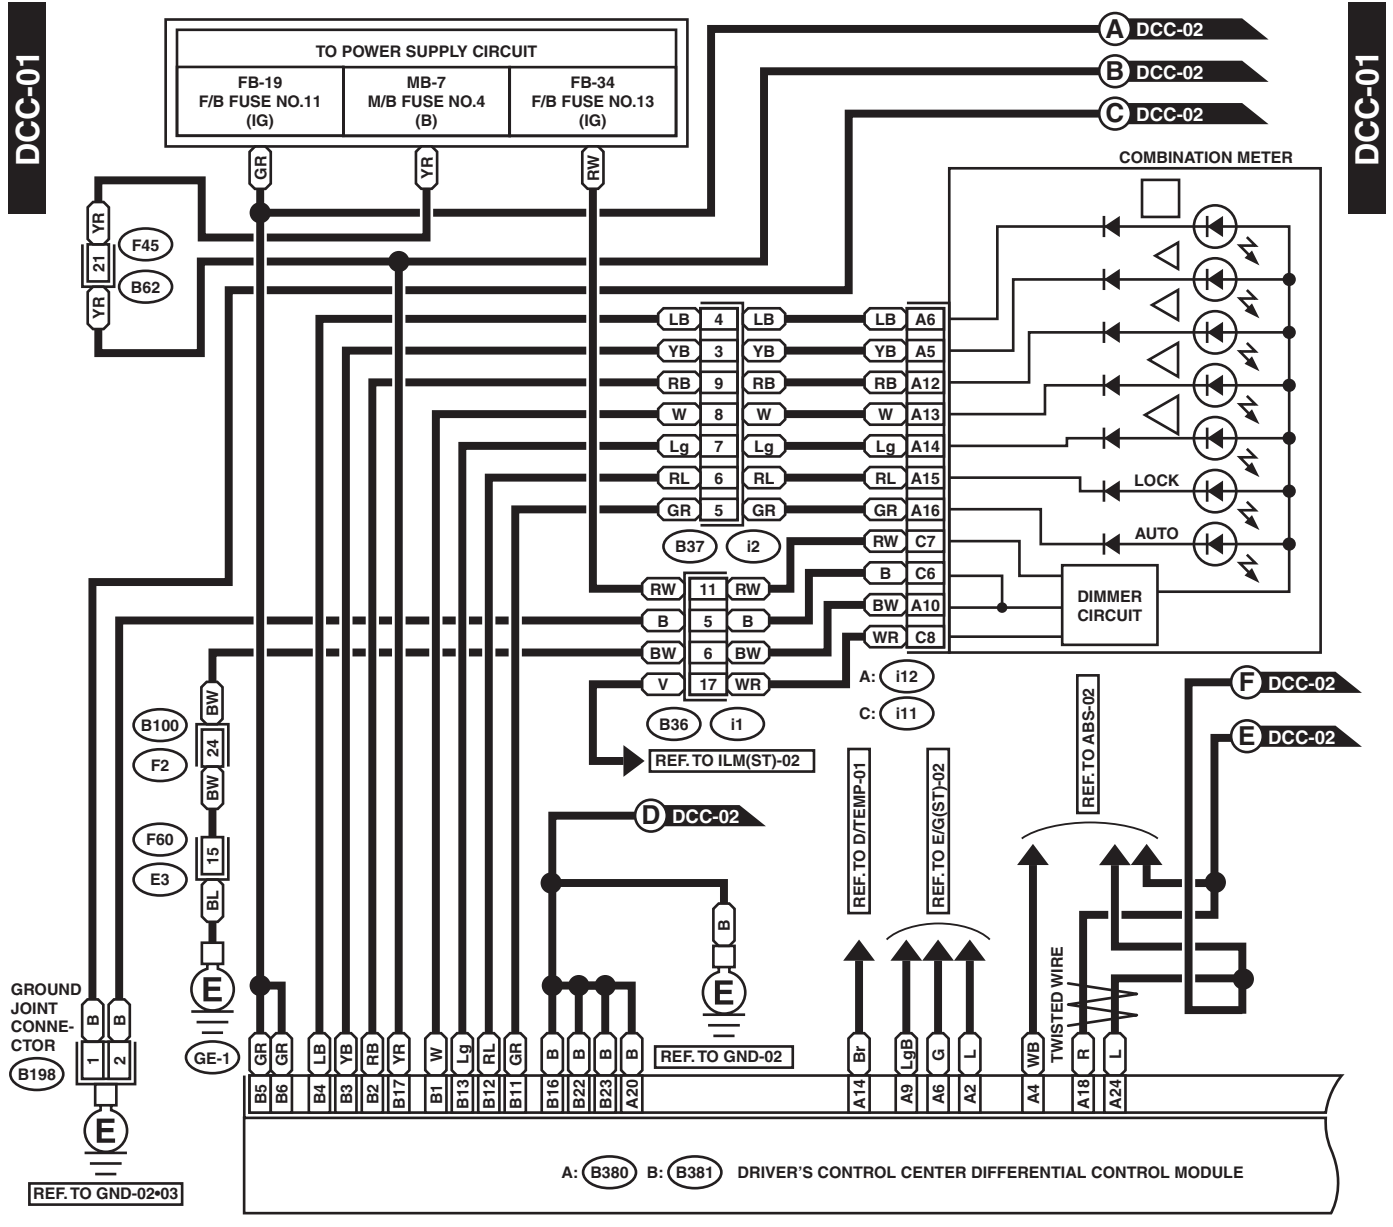 DCC-01
DCC-01
TO POWER SUPPLY CIRCUIT
FB-19
F/B FUSE NO.11
(IG)
MB-7
M/B FUSE NO.4
(B)
FB-34
F/B FUSE NO.13
(IG)
A DCC-02
B DCC-02
C DCC-02
GR
YR
RW
COMBINATION METER
YR
21
YR
F45
B62
LB 4 LB LB A6
YB 3 YB YB A5
RB 9 RB RB A12
W 8 W W A13
Lg 7 Lg Lg A14
RL 6 RL RL A15
GR 5 GR GR A16
B37 i2
RW C7
B C6
BW A10
WR C8
LOCK
AUTO
DIMMER
CIRCUIT
RW 11 RW
B 5 B
BW 6 BW
V 17 WR
B36 i1
A: i12
C: i11
REF. TO ILM(ST)-02
F DCC-02
E DCC-02
D DCC-02
BW
B100
24
F2
BW
F60
15
E3
BL
E
GE-1
REF. TO D/TEMP-01
REF. TO E/G(ST)-02
REF. TO ABS-02
TWISTED WIRE
B
E
REF. TO GND-02
GROUND
JOINT
CONNE-
CTOR
B198
B B
1 2
E
REF. TO GND-02•03
GR GR LB YB RB YR W Lg RL GR B B B B Br LgB G L WB R L
B5 B6 B4 B3 B2 B17 B1 B13 B12 B11 B16 B22 B23 A20 A14 A9 A6 A2 A4 A18 A24
A: B380 B: B381 DRIVER'S CONTROL CENTER DIFFERENTIAL CONTROL MODULE